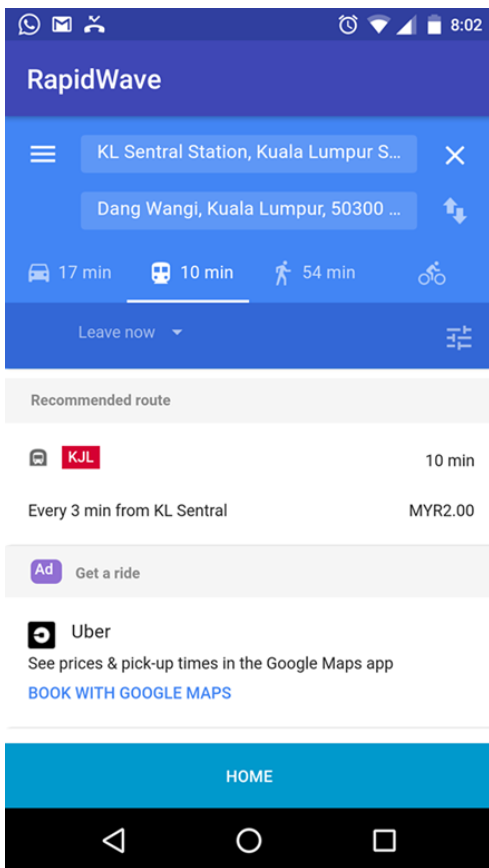 8:02
RapidWave
KL Sentral Station, Kuala Lumpur S...
Dang Wangi, Kuala Lumpur, 50300 ...
17 min 10 min 54 min
Leave now
Recommended route
KJL 10 min
Every 3 min from KL Sentral MYR2.00
Ad Get a ride
Uber
See prices & pick-up times in the Google Maps app
BOOK WITH GOOGLE MAPS
HOME